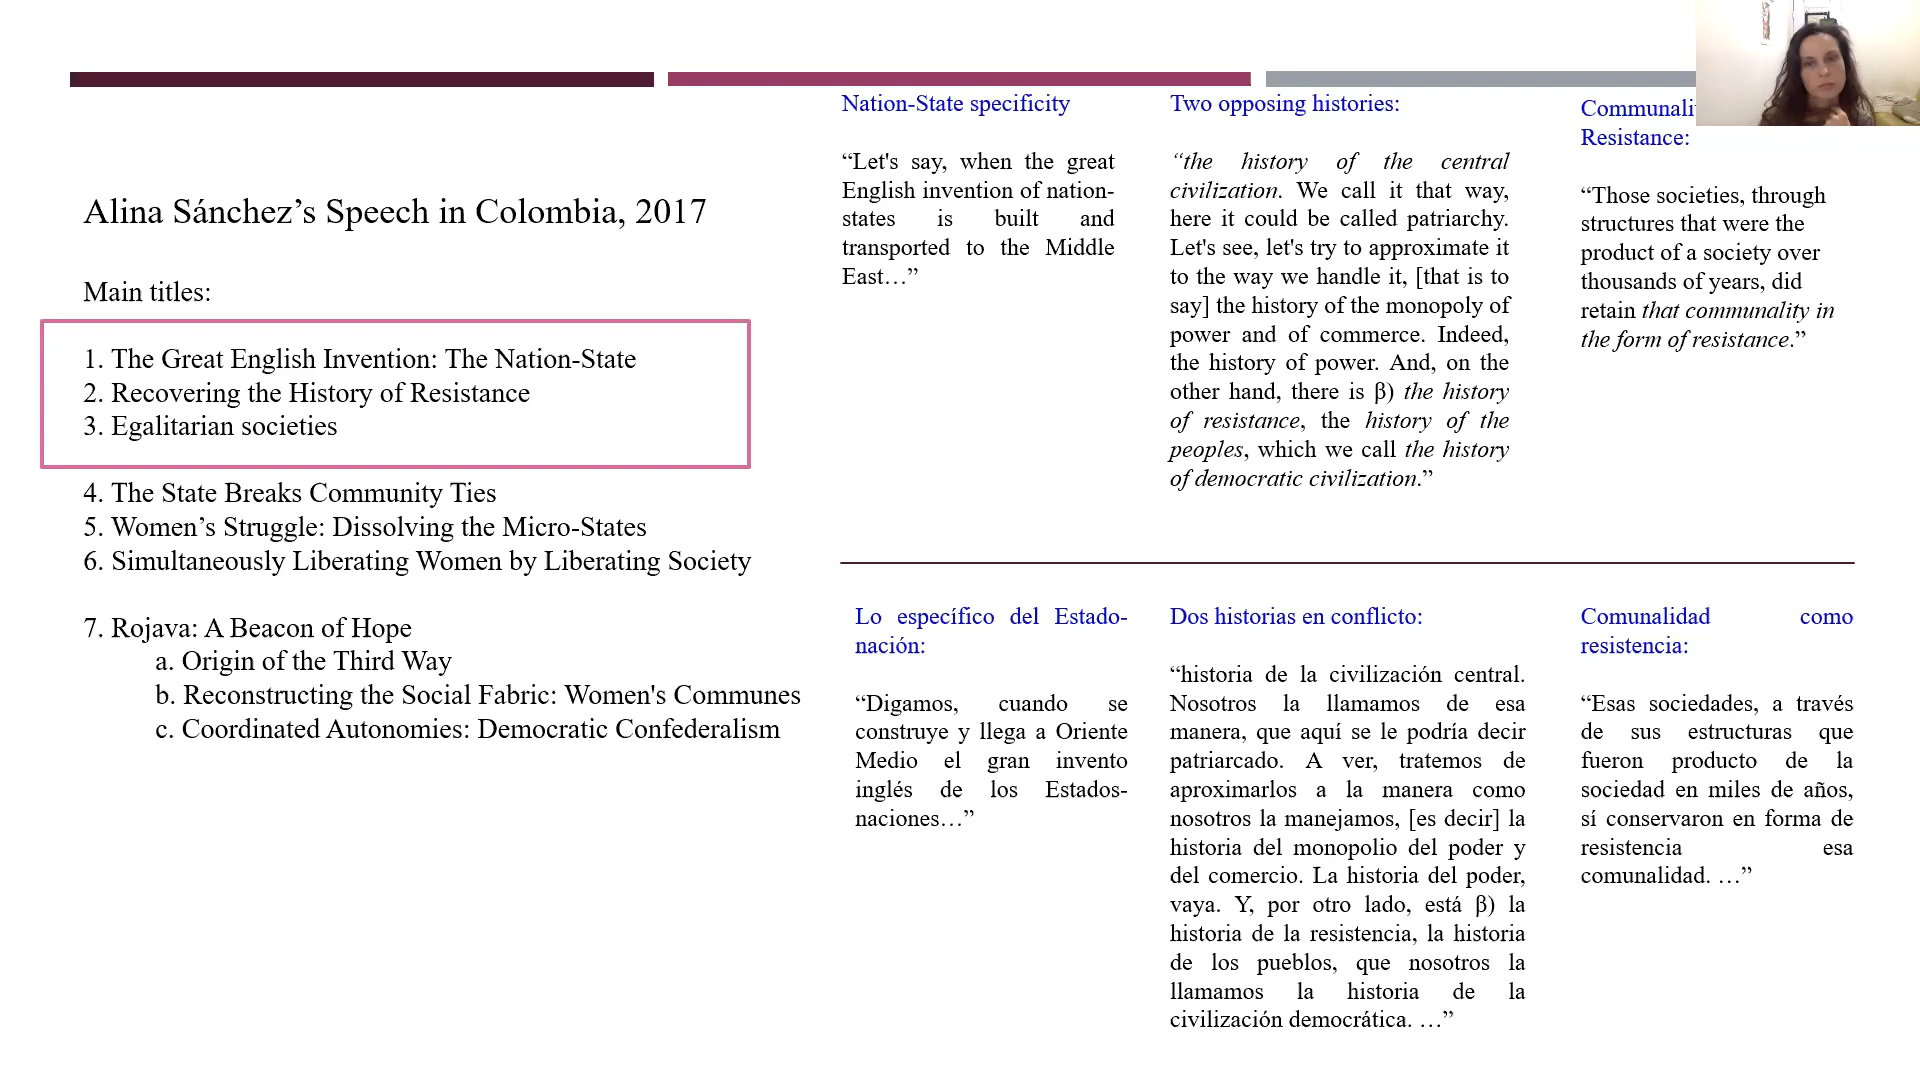 Alina Sánchez’s Speech in Colombia, 2017
Main titles:
1. The Great English Invention: The Nation-State
2. Recovering the History of Resistance
3. Egalitarian societies
4. The State Breaks Community Ties
5. Women’s Struggle: Dissolving the Micro-States
6. Simultaneously Liberating Women by Liberating Society
7. Rojava: A Beacon of Hope
a. Origin of the Third Way
b. Reconstructing the Social Fabric: Women's Communes
c. Coordinated Autonomies: Democratic Confederalism
Nation-State specificity
“Let's say, when the great
English invention of nation-
states is built and
transported to the Middle
East…”
Two opposing histories:
“the history of the central
civilization. We call it that way,
here it could be called patriarchy.
Let's see, let's try to approximate it
to the way we handle it, [that is to
say] the history of the monopoly of
power and of commerce. Indeed,
the history of power. And, on the
other hand, there is β) the history
of resistance, the history of the
peoples, which we call the history
of democratic civilization.”
Resistance:
“Those societies, through
structures that were the
product of a society over
thousands of years, did
retain that communality in
the form of resistance.”
Lo específico del Estado-
nación:
“Digamos, cuando se
construye y llega a Oriente
Medio el gran invento
inglés de los Estados-
naciones…”
Dos historias en conflicto:
“historia de la civilización central.
Nosotros la llamamos de esa
manera, que aquí se le podría decir
patriarcado. A ver, tratemos de
aproximarlos a la manera como
nosotros la manejamos, [es decir] la
historia del monopolio del poder y
del comercio. La historia del poder,
vaya. Y, por otro lado, está β) la
historia de la resistencia, la historia
de los pueblos, que nosotros la
llamamos la historia de la
civilización democrática. …”
Comunalidad como
resistencia:
“Esas sociedades, a través
de sus estructuras que
fueron producto de la
sociedad en miles de años,
sí conservaron en forma de
resistencia esa
comunalidad. …”